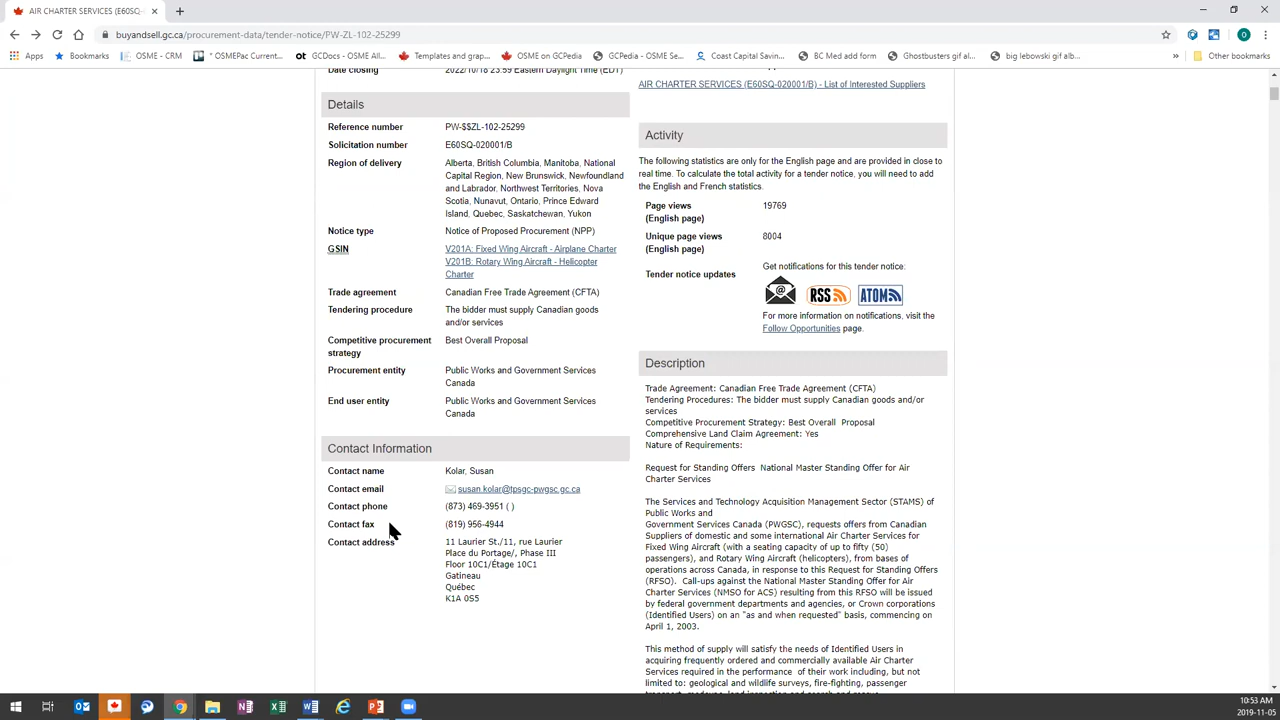 AIR CHARTER SERVICES (E60SQ-
buyandsell.gc.ca/procurement-data/tender-notice/PW-ZL-102-25299
Apps
Bookmarks
OSME - CRM
* OSMEPac Current...
GCDocs - OSME All...
Templates and grap...
OSME on GCPedia
GCPedia - OSME Se...
Coast Capital Savin...
BC Med add form
Ghostbusters gif al...
big lebowski gif alb...
»
Other bookmarks
Date closing
2022/10/18 23:59 Eastern Daylight Time (EDT)
Details
Reference number
PW-$$ZL-102-25299
Solicitation number
E60SQ-020001/B
Region of delivery
Alberta, British Columbia, Manitoba, National
Capital Region, New Brunswick, Newfoundland
and Labrador, Northwest Territories, Nova
Scotia, Nunavut, Ontario, Prince Edward
Island, Quebec, Saskatchewan, Yukon
Notice type
Notice of Proposed Procurement (NPP)
GSIN
V201A: Fixed Wing Aircraft - Airplane Charter
V201B: Rotary Wing Aircraft - Helicopter
Charter
Trade agreement
Canadian Free Trade Agreement (CFTA)
Tendering procedure
The bidder must supply Canadian goods
and/or services
Competitive procurement
strategy
Best Overall Proposal
Procurement entity
Public Works and Government Services
Canada
End user entity
Public Works and Government Services
Canada
Contact Information
Contact name
Kolar, Susan
Contact email
susan.kolar@tpsgc-pwgsc.gc.ca
Contact phone
(873) 469-3951 ( )
Contact fax
(819) 956-4944
Contact address
11 Laurier St./11, rue Laurier
Place du Portage/, Phase III
Floor 10C1/Étage 10C1
Gatineau
Québec
K1A 0S5
AIR CHARTER SERVICES (E60SQ-020001/B) - List of Interested Suppliers
Activity
The following statistics are only for the English page and are provided in close to
real time. To calculate the total activity for a tender notice, you will need to add
the English and French statistics.
Page views
(English page)
19769
Unique page views
(English page)
8004
Tender notice updates
Get notifications for this tender notice:
RSS
ATOM
For more information on notifications, visit the
Follow Opportunities page.
Description
Trade Agreement: Canadian Free Trade Agreement (CFTA)
Tendering Procedures: The bidder must supply Canadian goods and/or
services
Competitive Procurement Strategy: Best Overall Proposal
Comprehensive Land Claim Agreement: Yes
Nature of Requirements:
Request for Standing Offers National Master Standing Offer for Air
Charter Services
The Services and Technology Acquisition Management Sector (STAMS) of
Public Works and
Government Services Canada (PWGSC), requests offers from Canadian
Suppliers of domestic and some international Air Charter Services for
Fixed Wing Aircraft (with a seating capacity of up to fifty (50)
passengers), and Rotary Wing Aircraft (helicopters), from bases of
operations across Canada, in response to this Request for Standing Offers
(RFSO). Call-ups against the National Master Standing Offer for Air
Charter Services (NMSO for ACS) resulting from this RFSO will be issued
by federal government departments and agencies, or Crown corporations
(Identified Users) on an "as and when requested" basis, commencing on
April 1, 2003.
This method of supply will satisfy the needs of Identified Users in
acquiring frequently ordered and commercially available Air Charter
Services required in the performance of their work including, but not
limited to: geological and wildlife surveys, fire-fighting, passenger
10:53 AM
2019-11-05